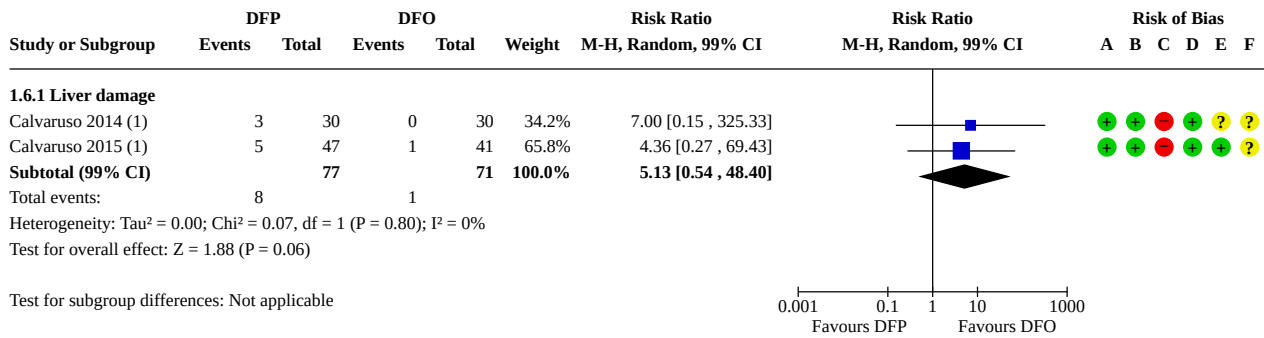 DFP DFO Risk Ratio Risk Ratio Risk of Bias
Study or Subgroup Events Total Events Total Weight M-H, Random, 99% CI M-H, Random, 99% CI A B C D E F
1.6.1 Liver damage
Calvaruso 2014 (1) 3 30 0 30 34.2% 7.00 [0.15 , 325.33] + + − + ? ?
Calvaruso 2015 (1) 5 47 1 41 65.8% 4.36 [0.27 , 69.43] + + − + + ?
Subtotal (99% CI) 77 71 100.0% 5.13 [0.54 , 48.40]
Total events: 8 1
Heterogeneity: Tau² = 0.00; Chi² = 0.07, df = 1 (P = 0.80); I² = 0%
Test for overall effect: Z = 1.88 (P = 0.06)
Test for subgroup differences: Not applicable
0.001 0.1 1 10 1000
Favours DFP Favours DFO